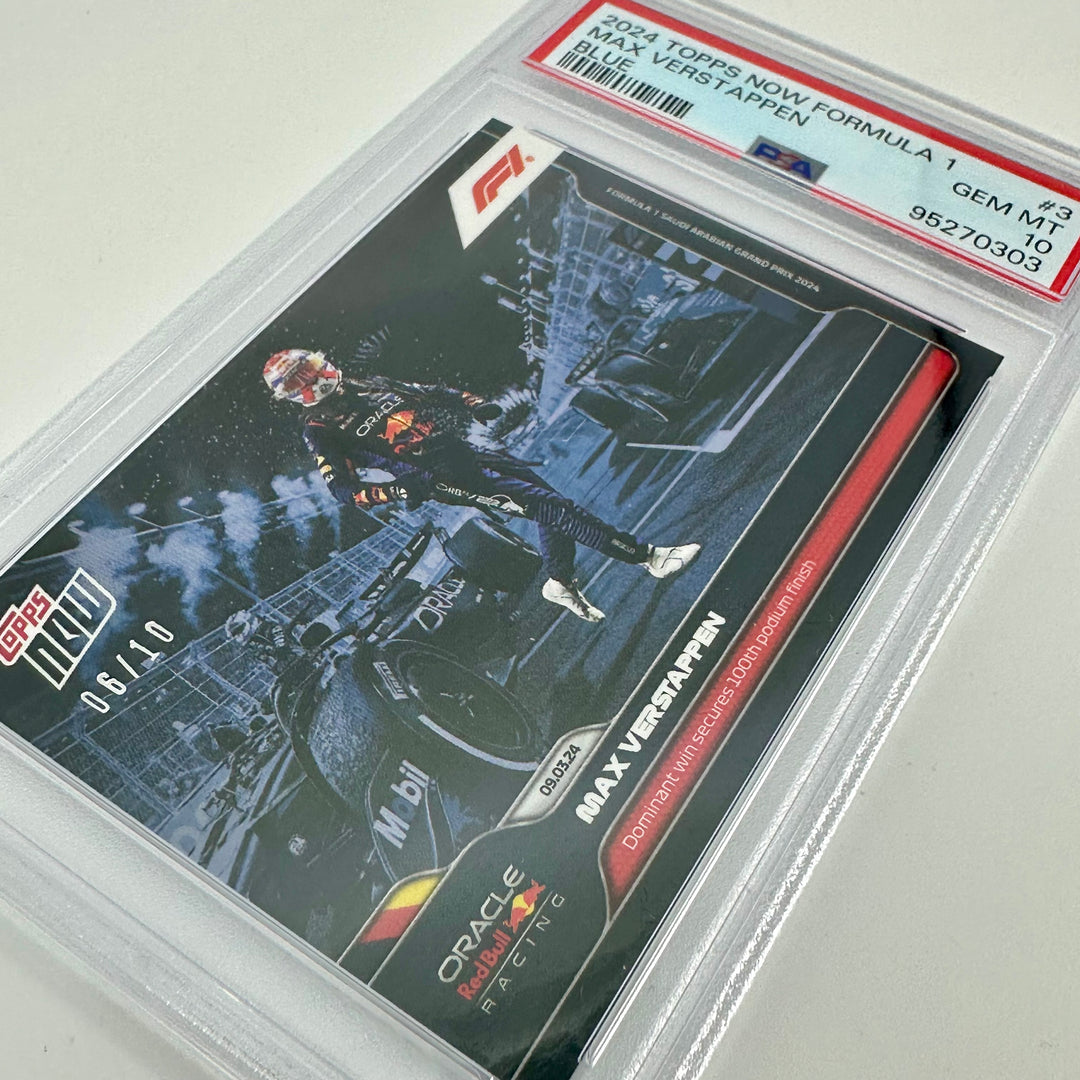 2024 TOPPS NOW FORMULA 1
#3
MAX VERSTAPPEN
GEM MT
BLUE
10
PSA
95270303
F1
FORMULA 1 SAUDI ARABIAN GRAND PRIX 2024
ORACLE
ORACLE
Mobil
TOPPS
NOW
06/10
09.03.24
MAX VERSTAPPEN
Dominant win secures 100th podium finish
ORACLE
Red Bull
RACING